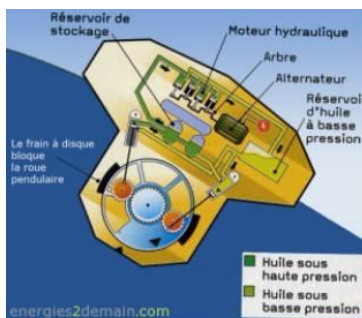 Réservoir de
stockage
Moteur hydraulique
Arbre
Alternateur
Réservoir
d'huile
à basse
pression
Le frain à disque
bloque
la roue
pendulaire
Huile sous
haute pression
Huile sous
basse pression
energies2demain.com